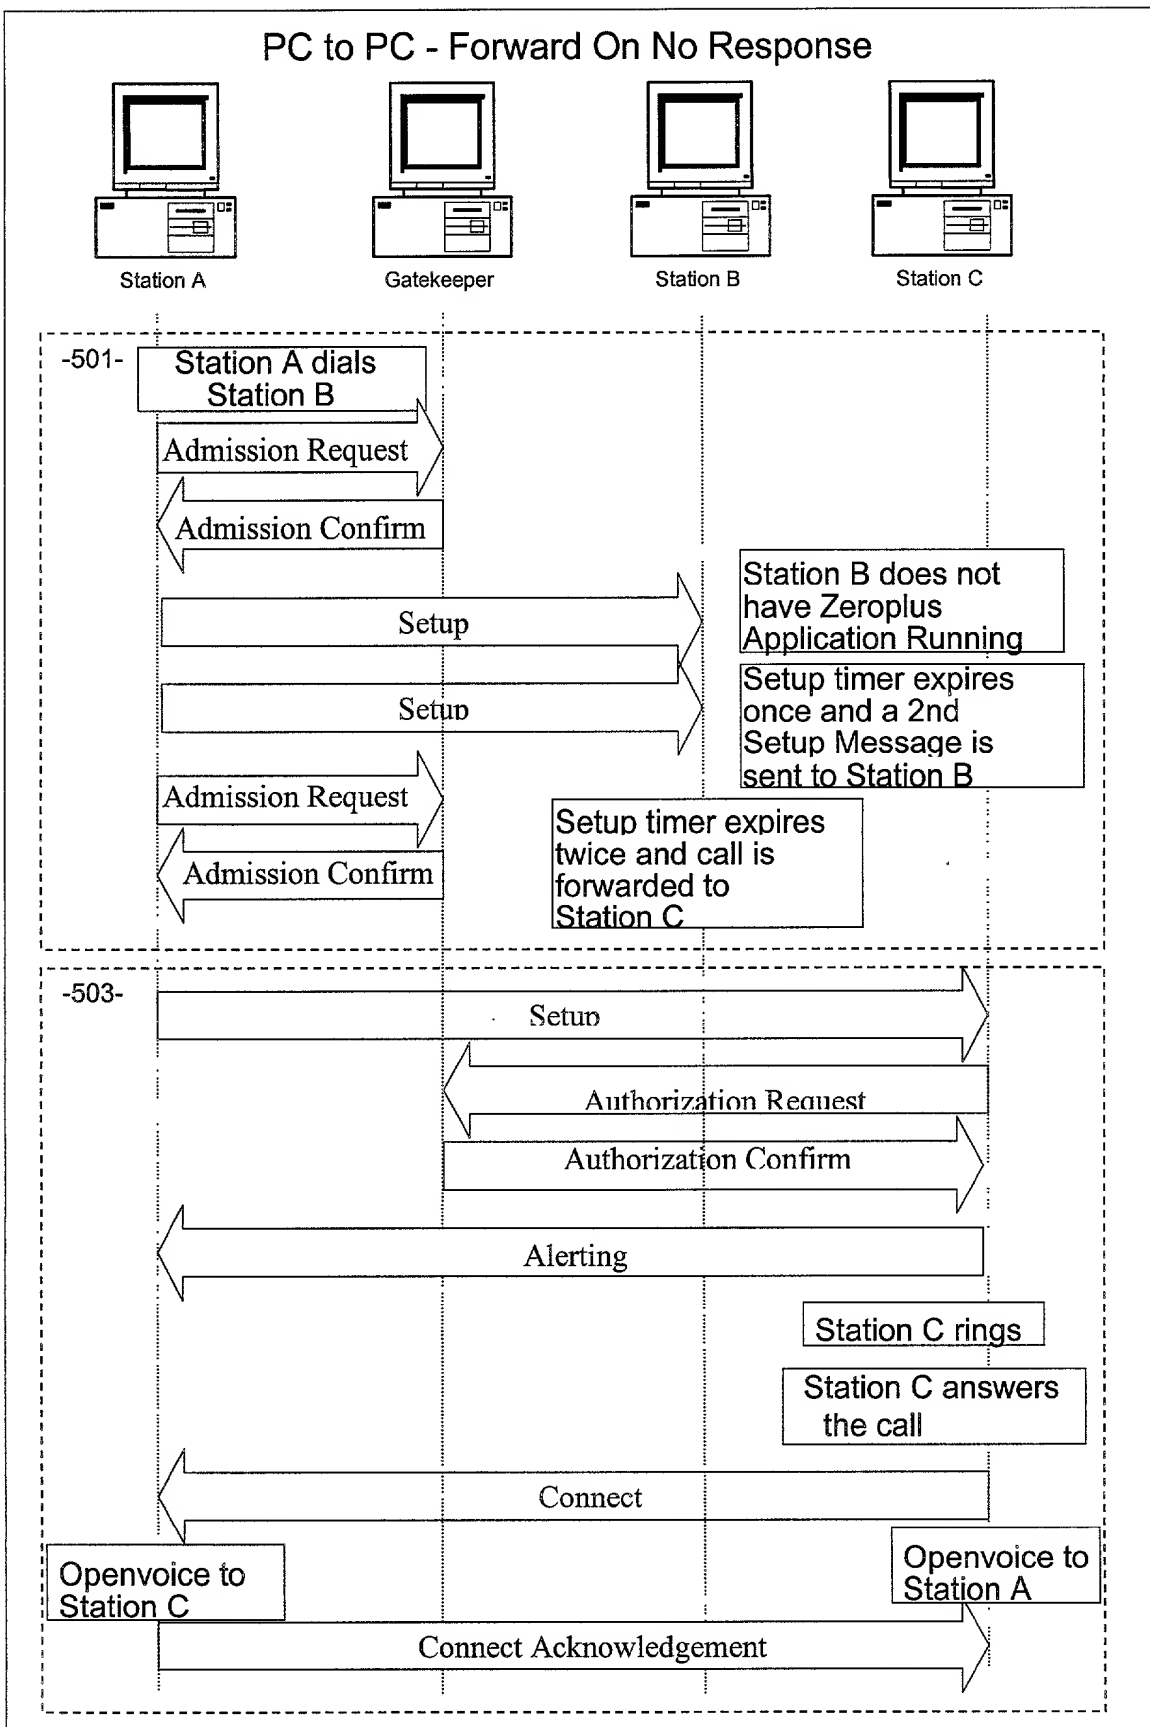 PC to PC - Forward On No Response
Station A
Gatekeeper
Station B
Station C
-501-
Station A dials
Station B
Admission Request
Admission Confirm
Setup
Station B does not
have Zeroplus
Application Running
Setup
Setup timer expires
once and a 2nd
Setup Message is
sent to Station B
Admission Request
Admission Confirm
Setup timer expires
twice and call is
forwarded to
Station C
-503-
Setup
Authorization Request
Authorization Confirm
Alerting
Station C rings
Station C answers
the call
Connect
Openvoice to
Station C
Openvoice to
Station A
Connect Acknowledgement